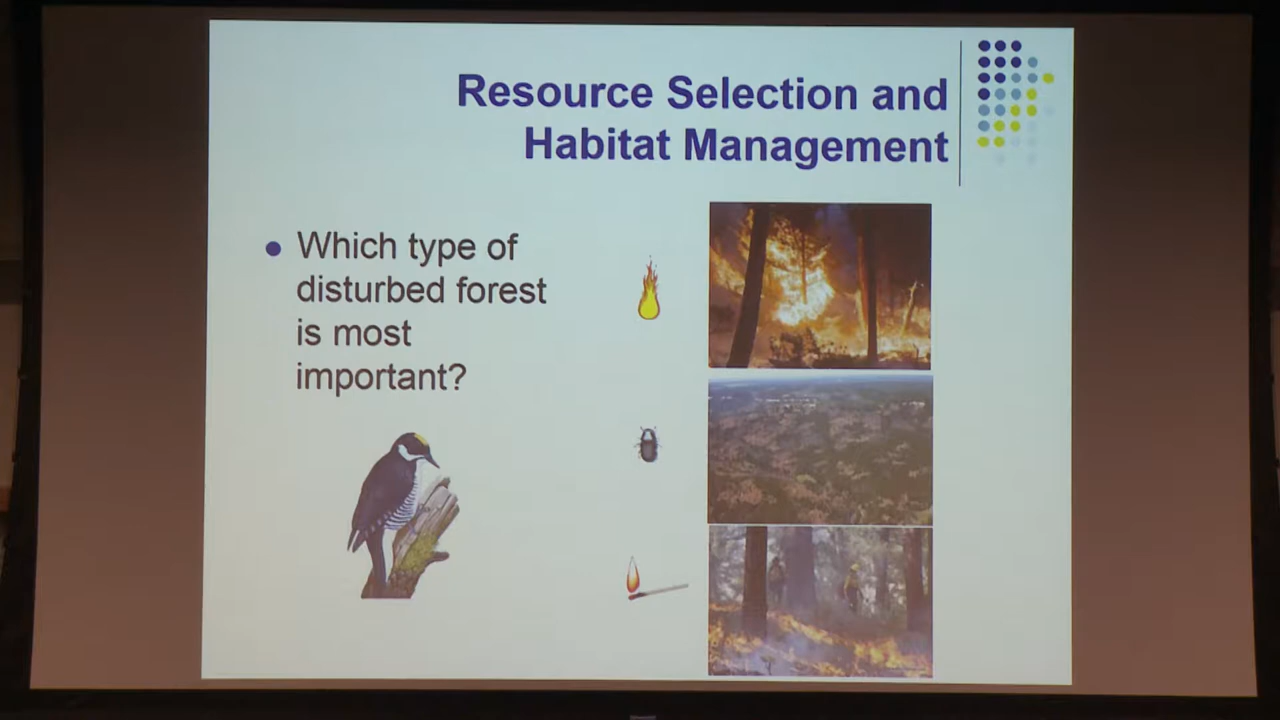 Resource Selection and
Habitat Management
Which type of
disturbed forest
is most
important?